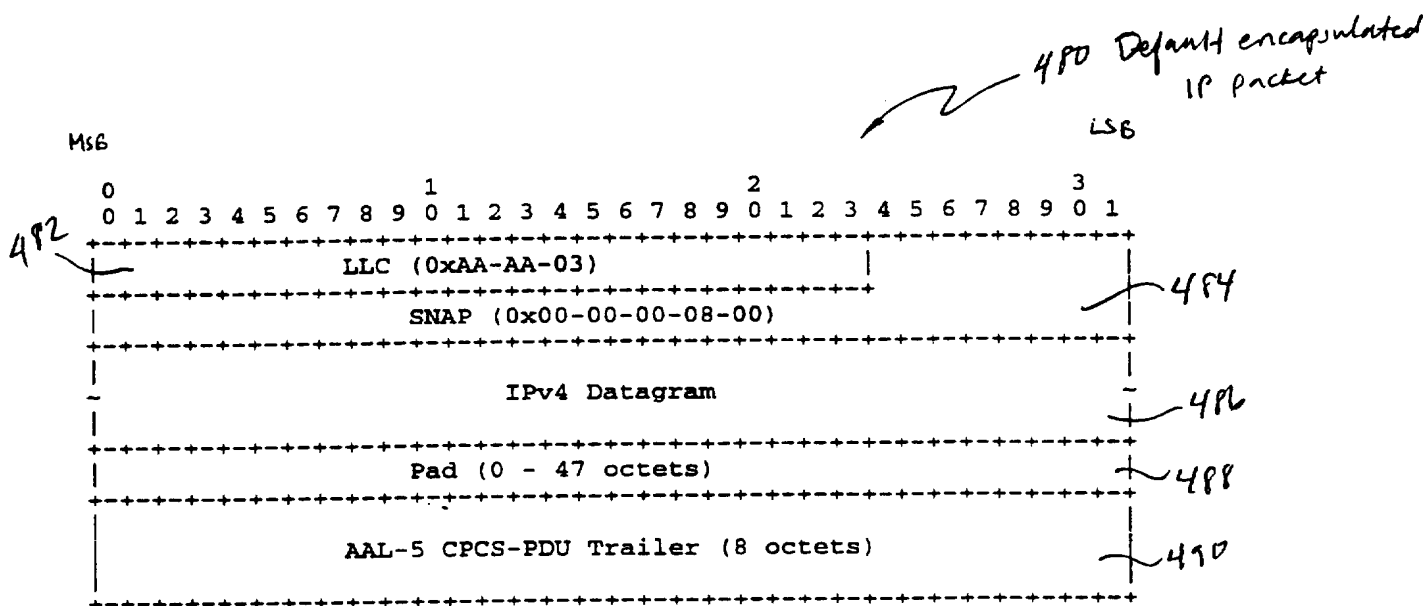 480 Default encapsulated
IP packet
MSB
LSB
0 1 2 3
0 1 2 3 4 5 6 7 8 9 0 1 2 3 4 5 6 7 8 9 0 1 2 3 4 5 6 7 8 9 0 1
482
LLC (0xAA-AA-03)
484
SNAP (0x00-00-00-08-00)
IPv4 Datagram
486
Pad (0 - 47 octets)
488
AAL-5 CPCS-PDU Trailer (8 octets)
490